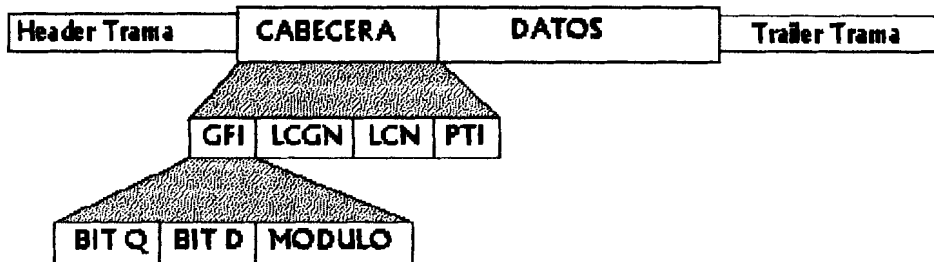 Header Trama CABECERA DATOS Trailer Trama
GFI LCGN LCN PTI
BIT Q BIT D MODULO